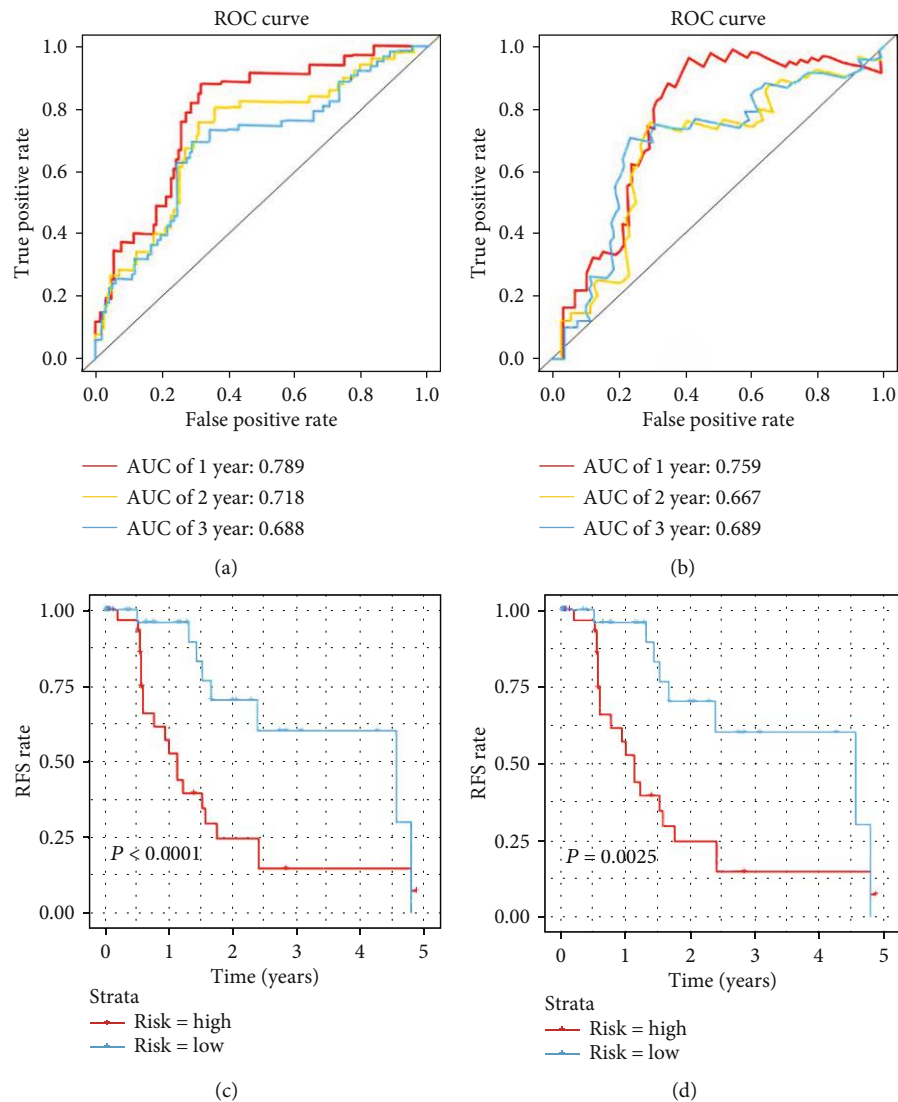 ROC curve
True positive rate
1.0
0.8
0.6
0.4
0.2
0.0
0.0 0.2 0.4 0.6 0.8 1.0
False positive rate
AUC of 1 year: 0.789
AUC of 2 year: 0.718
AUC of 3 year: 0.688
(a)
ROC curve
True positive rate
1.0
0.8
0.6
0.4
0.2
0.0
0.0 0.2 0.4 0.6 0.8 1.0
False positive rate
AUC of 1 year: 0.759
AUC of 2 year: 0.667
AUC of 3 year: 0.689
(b)
RFS rate
1.00
0.75
0.50
0.25
0.00
P < 0.0001
0 1 2 3 4 5
Time (years)
Strata
Risk = high
Risk = low
(c)
RFS rate
1.00
0.75
0.50
0.25
0.00
P = 0.0025
0 1 2 3 4 5
Time (years)
Strata
Risk = high
Risk = low
(d)